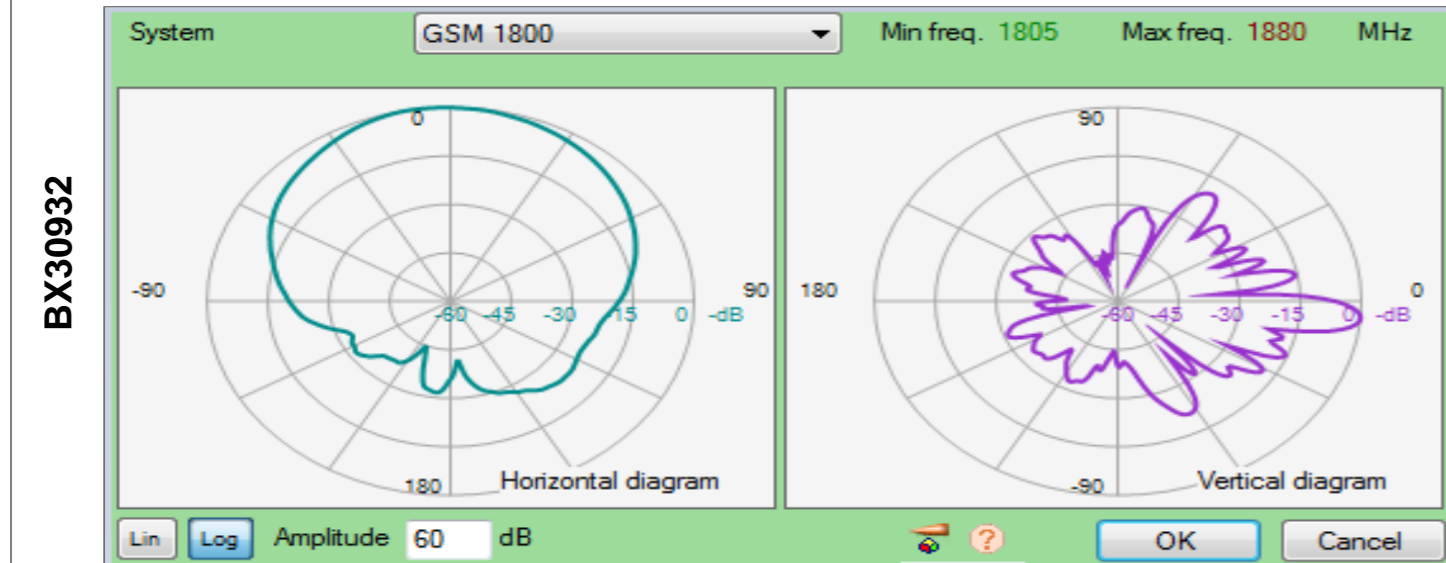 BX30932
System GSM 1800 Min freq. 1805 Max freq. 1880 MHz
0
-90 90
-60 -45 -30 -15 0 -dB
180 Horizontal diagram
90
180 0
-60 -45 -30 -15 0 -dB
-90 Vertical diagram
Lin Log Amplitude 60 dB ? OK Cancel